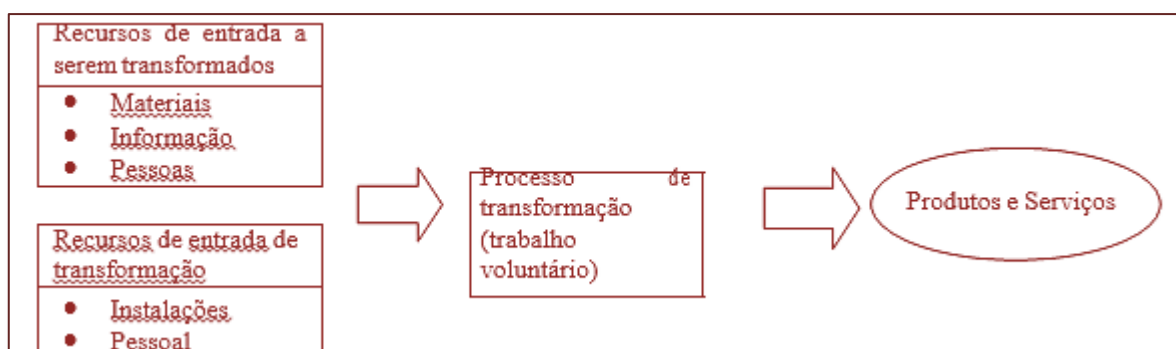 Recursos de entrada a
serem transformados
Materiais
Informação
Pessoas
Recursos de entrada de
transformação
Instalações
Pessoal
Processo de
transformação
(trabalho
voluntário)
Produtos e Serviços